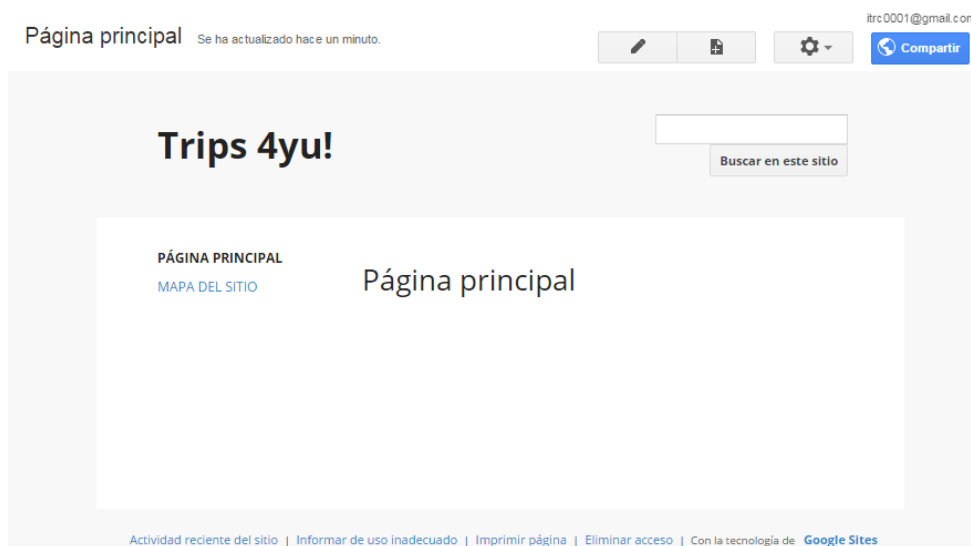 itrc0001@gmail.com
Página principal Se ha actualizado hace un minuto.
Compartir
Trips 4yu!
Buscar en este sitio
PÁGINA PRINCIPAL
MAPA DEL SITIO
Página principal
Actividad reciente del sitio | Informar de uso inadecuado | Imprimir página | Eliminar acceso | Con la tecnología de Google Sites